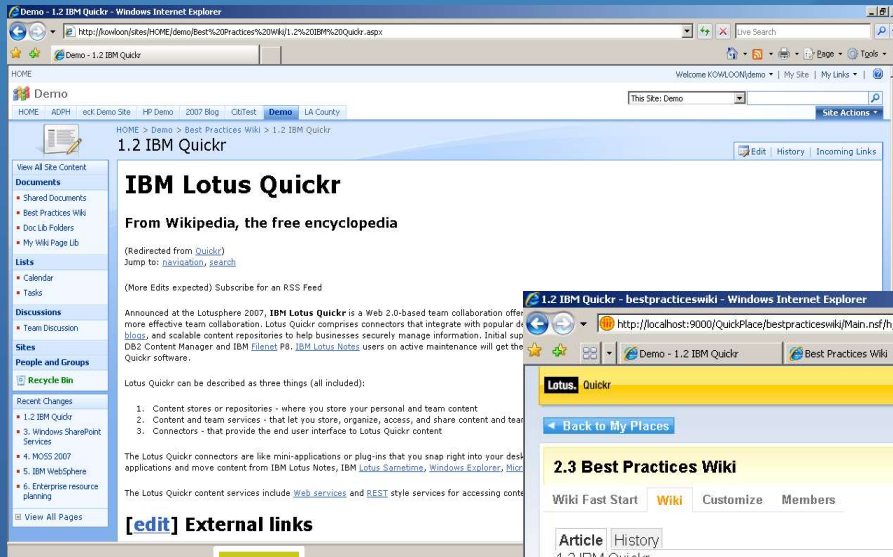 Demo - 1.2 IBM Quickr - Windows Internet Explorer
http://kowloon/sites/HOME/demo/Best%20Practices%20Wiki/1.2%20IBM%20Quickr.aspx
Live Search
Demo - 1.2 IBM Quickr
Page
Tools
HOME
Welcome KOWLOON\demo
My Site
My Links
Demo
This Site: Demo
HOME ADPH ecK Demo Site HP Demo 2007 Blog CitiTest Demo LA County
Site Actions
HOME > Demo > Best Practices Wiki > 1.2 IBM Quickr
1.2 IBM Quickr
Edit | History | Incoming Links
View All Site Content
Documents
Shared Documents
Best Practices Wiki
Doc Lib Folders
My Wiki Page Lib
Lists
Calendar
Tasks
Discussions
Team Discussion
Sites
People and Groups
Recycle Bin
Recent Changes
1.2 IBM Quickr
3. Windows SharePoint
Services
4. MOSS 2007
5. IBM WebSphere
6. Enterprise resource
planning
View All Pages
IBM Lotus Quickr
From Wikipedia, the free encyclopedia
(Redirected from Quickr)
Jump to: navigation, search
(More Edits expected) Subscribe for an RSS Feed
Announced at the Lotusphere 2007, IBM Lotus Quickr is a Web 2.0-based team collaboration offer
more effective team collaboration. Lotus Quickr comprises connectors that integrate with popular de
blogs, and scalable content repositories to help businesses securely manage information. Initial sup
DB2 Content Manager and IBM Filenet P8. IBM Lotus Notes users on active maintenance will get the
Quickr software.
Lotus Quickr can be described as three things (all included):
1. Content stores or repositories - where you store your personal and team content
2. Content and team services - that let you store, organize, access, and share content and tear
3. Connectors - that provide the end user interface to Lotus Quickr content
The Lotus Quickr connectors are like mini-applications or plug-ins that you snap right into your desk
applications and move content from IBM Lotus Notes, IBM Lotus Sametime, Windows Explorer, Micr
The Lotus Quickr content services include Web services and REST style services for accessing conte
[edit] External links
1.2 IBM Quickr - bestpracticeswiki - Windows Internet Explorer
http://localhost:9000/QuickPlace/bestpracticeswiki/Main.nsf/h_
Demo - 1.2 IBM Quickr
Best Practices Wiki
Lotus. Quickr
Back to My Places
2.3 Best Practices Wiki
Wiki Fast Start Wiki Customize Members
Article History
1.2 IBM Quickr